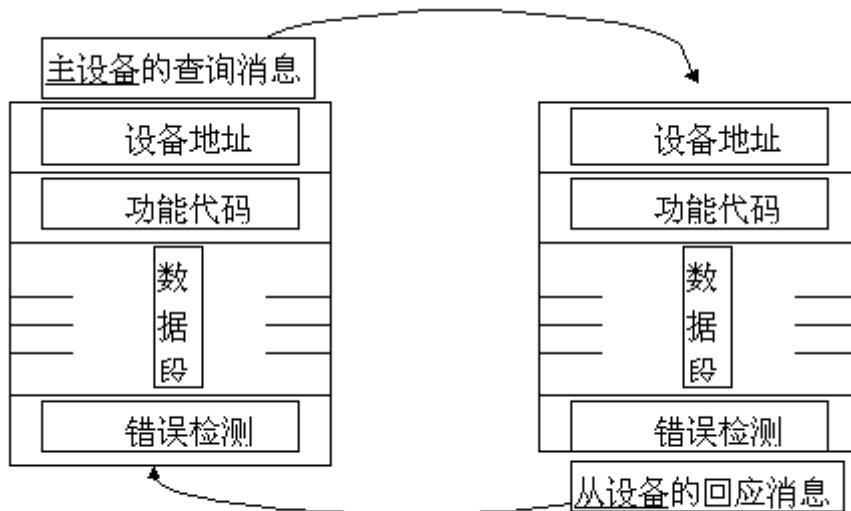 主设备的查询消息
设备地址
功能代码
数
据
段
错误检测
设备地址
功能代码
数
据
段
错误检测
从设备的回应消息